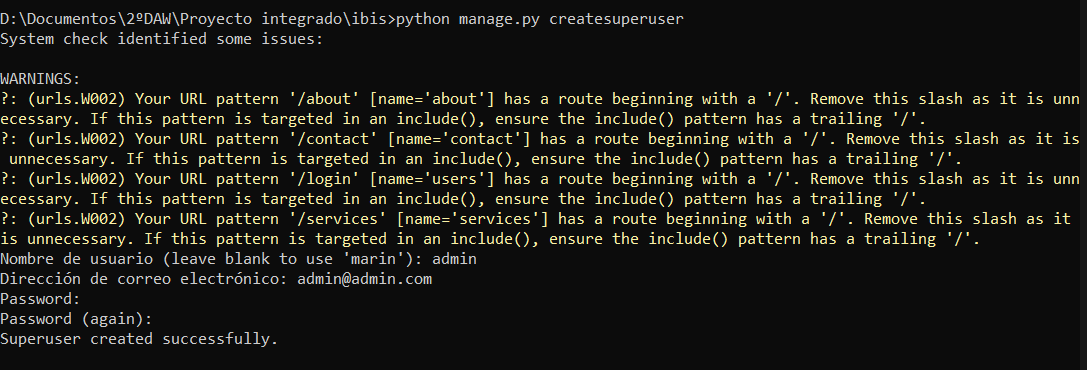 D:\Documentos\2ºDAW\Proyecto integrado\ibis>python manage.py createsuperuser
System check identified some issues:
WARNINGS:
?: (urls.W002) Your URL pattern '/about' [name='about'] has a route beginning with a '/'. Remove this slash as it is unn
ecessary. If this pattern is targeted in an include(), ensure the include() pattern has a trailing '/'.
?: (urls.W002) Your URL pattern '/contact' [name='contact'] has a route beginning with a '/'. Remove this slash as it is
 unnecessary. If this pattern is targeted in an include(), ensure the include() pattern has a trailing '/'.
?: (urls.W002) Your URL pattern '/login' [name='users'] has a route beginning with a '/'. Remove this slash as it is unn
ecessary. If this pattern is targeted in an include(), ensure the include() pattern has a trailing '/'.
?: (urls.W002) Your URL pattern '/services' [name='services'] has a route beginning with a '/'. Remove this slash as it
is unnecessary. If this pattern is targeted in an include(), ensure the include() pattern has a trailing '/'.
Nombre de usuario (leave blank to use 'marin'): admin
Dirección de correo electrónico: admin@admin.com
Password:
Password (again):
Superuser created successfully.